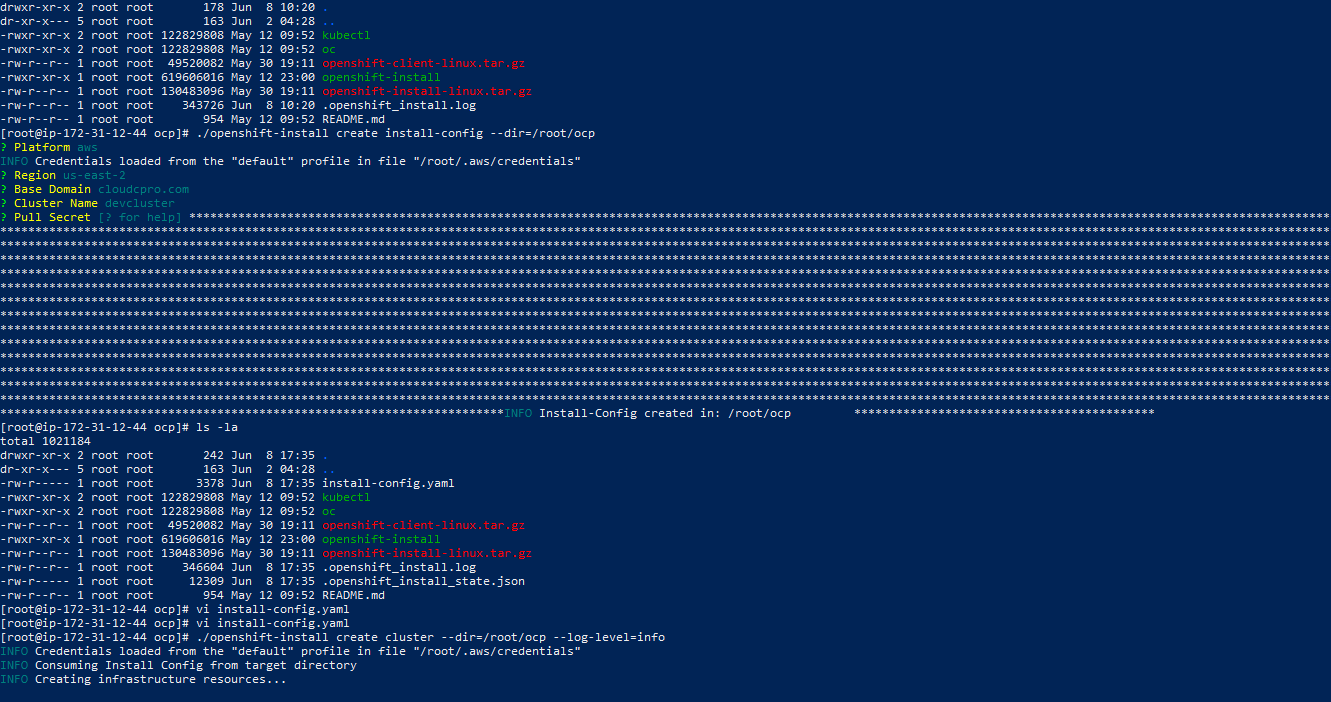 drwxr-xr-x 2 root root       178 Jun  8 10:20 .
dr-xr-x--- 5 root root       163 Jun  2 04:28 ..
-rwxr-xr-x 2 root root 122829808 May 12 09:52 kubectl
-rwxr-xr-x 2 root root 122829808 May 12 09:52 oc
-rw-r--r-- 1 root root  49520082 May 30 19:11 openshift-client-linux.tar.gz
-rwxr-xr-x 1 root root 619606016 May 12 23:00 openshift-install
-rw-r--r-- 1 root root 130483096 May 30 19:11 openshift-install-linux.tar.gz
-rw-r--r-- 1 root root    343726 Jun  8 10:20 .openshift_install.log
-rw-r--r-- 1 root root       954 May 12 09:52 README.md
[root@ip-172-31-12-44 ocp]# ./openshift-install create install-config --dir=/root/ocp
? Platform aws
INFO Credentials loaded from the "default" profile in file "/root/.aws/credentials"
? Region us-east-2
? Base Domain cloudcpro.com
? Cluster Name devcluster
? Pull Secret [? for help] ****************
INFO Install-Config created in: /root/ocp
[root@ip-172-31-12-44 ocp]# ls -la
total 1021184
drwxr-xr-x 2 root root       242 Jun  8 17:35 .
dr-xr-x--- 5 root root       163 Jun  2 04:28 ..
-rw-r----- 1 root root      3378 Jun  8 17:35 install-config.yaml
-rwxr-xr-x 2 root root 122829808 May 12 09:52 kubectl
-rwxr-xr-x 2 root root 122829808 May 12 09:52 oc
-rw-r--r-- 1 root root  49520082 May 30 19:11 openshift-client-linux.tar.gz
-rwxr-xr-x 1 root root 619606016 May 12 23:00 openshift-install
-rw-r--r-- 1 root root 130483096 May 30 19:11 openshift-install-linux.tar.gz
-rw-r--r-- 1 root root    346604 Jun  8 17:35 .openshift_install.log
-rw-r----- 1 root root     12309 Jun  8 17:35 .openshift_install_state.json
-rw-r--r-- 1 root root       954 May 12 09:52 README.md
[root@ip-172-31-12-44 ocp]# vi install-config.yaml
[root@ip-172-31-12-44 ocp]# vi install-config.yaml
[root@ip-172-31-12-44 ocp]# ./openshift-install create cluster --dir=/root/ocp --log-level=info
INFO Credentials loaded from the "default" profile in file "/root/.aws/credentials"
INFO Consuming Install Config from target directory
INFO Creating infrastructure resources...